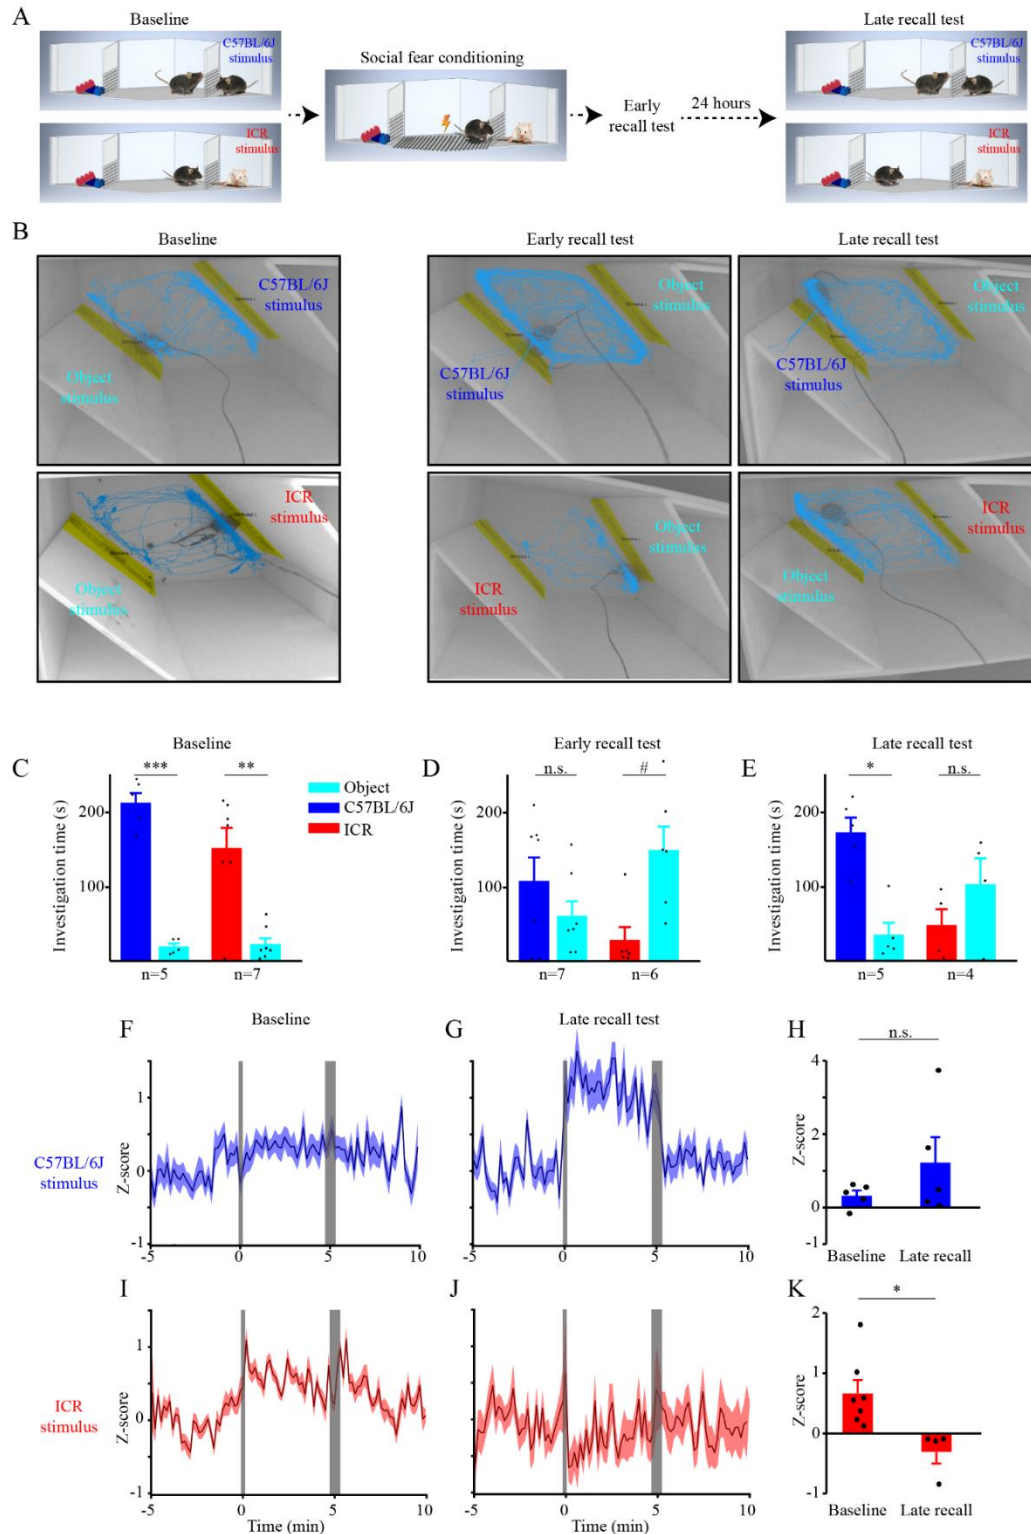 A
Baseline
C57BL/6J
stimulus
ICR
stimulus
Social fear conditioning
Early
recall test
24 hours
Late recall test
C57BL/6J
stimulus
ICR
stimulus
B
Baseline
Early recall test
Late recall test
C57BL/6J
stimulus
Object
stimulus
Object
stimulus
C57BL/6J
stimulus
Object
stimulus
C57BL/6J
stimulus
ICR
stimulus
Object
stimulus
Object
stimulus
ICR
stimulus
ICR
stimulus
Object
stimulus
C
Baseline
***
**
Investigation time (s)
200
100
n=5
n=7
Object
C57BL/6J
ICR
D
Early recall test
n.s.
#
Investigation time (s)
200
100
n=7
n=6
E
Late recall test
*
n.s.
Investigation time (s)
200
100
n=5
n=4
F
Baseline
C57BL/6J
stimulus
Z-score
1
0
-1
-5
0
5
10
G
Late recall test
1
0
-1
-5
0
5
10
H
n.s.
Z-score
4
2
0
-1
Baseline
Late recall
I
ICR
stimulus
Z-score
1
0
-1
-5
0
5
10
Time (min)
J
1
0
-1
-5
0
5
10
Time (min)
K
*
Z-score
2
1
0
-1
Baseline
Late recall